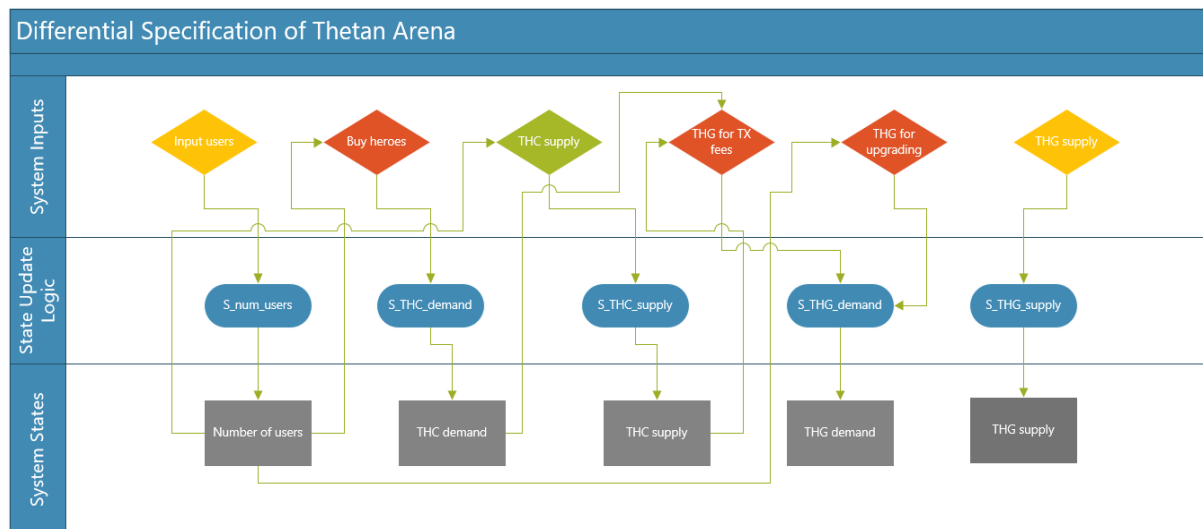 Differential Specification of Thetan Arena
System Inputs
Input users
Buy heroes
THC supply
THG for TX
fees
THG for
upgrading
THG supply
State Update
Logic
S_num_users
S_THC_demand
S_THC_supply
S_THG_demand
S_THG_supply
System States
Number of users
THC demand
THC supply
THG demand
THG supply